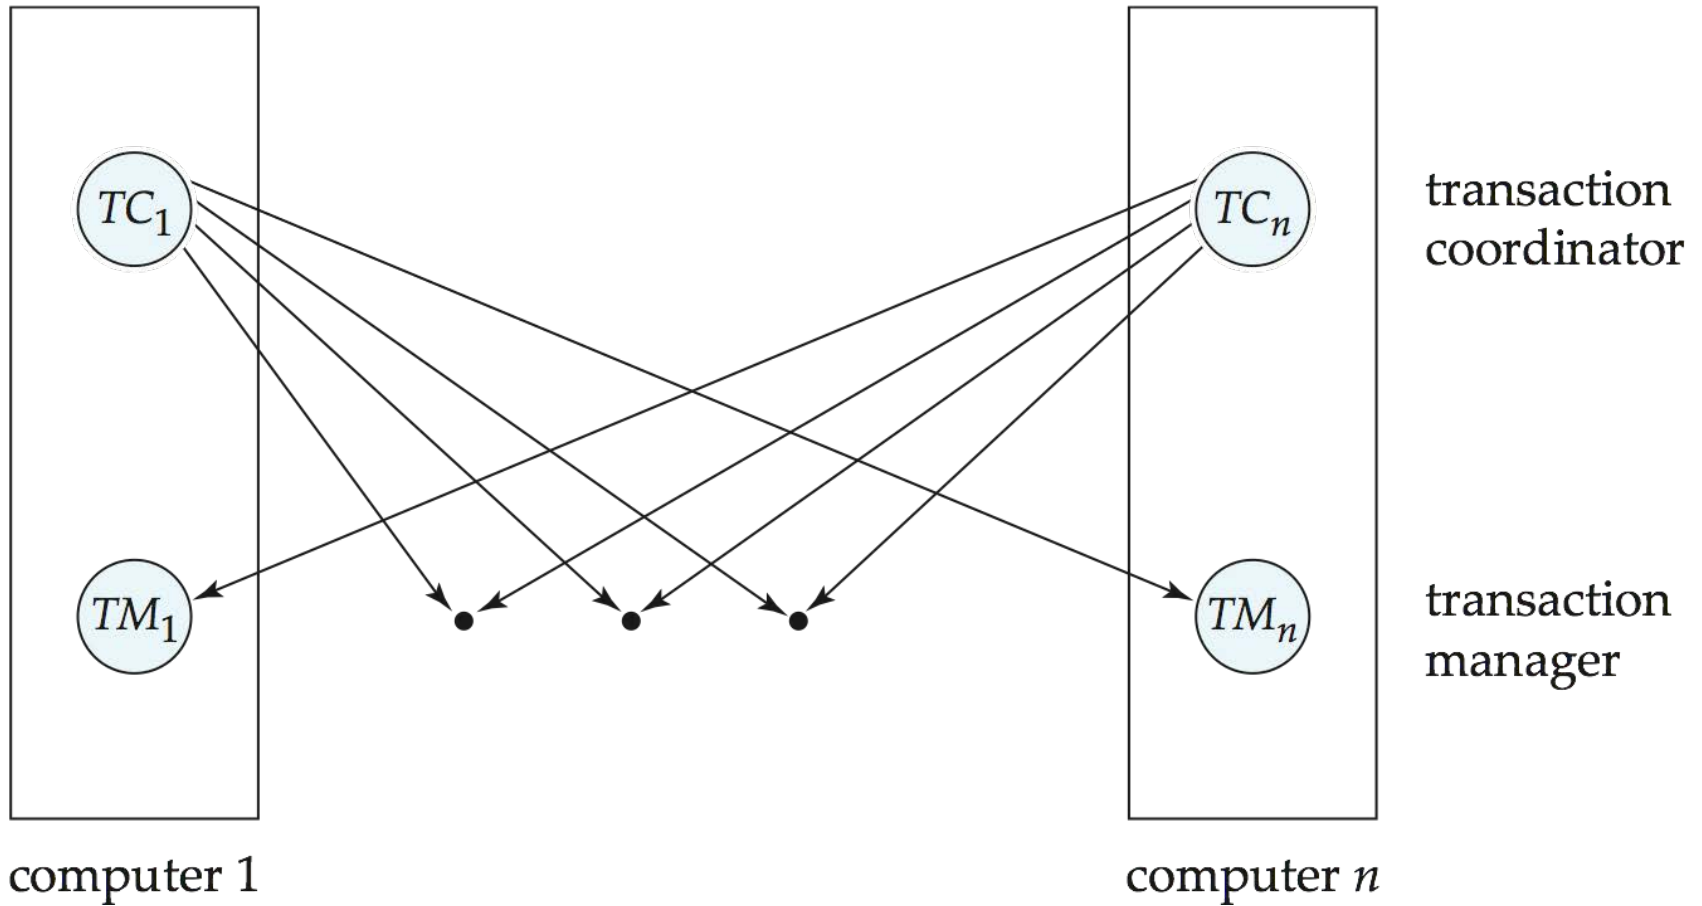 TC1
TCn
transaction
coordinator
TM1
TMn
transaction
manager
computer 1
computer n